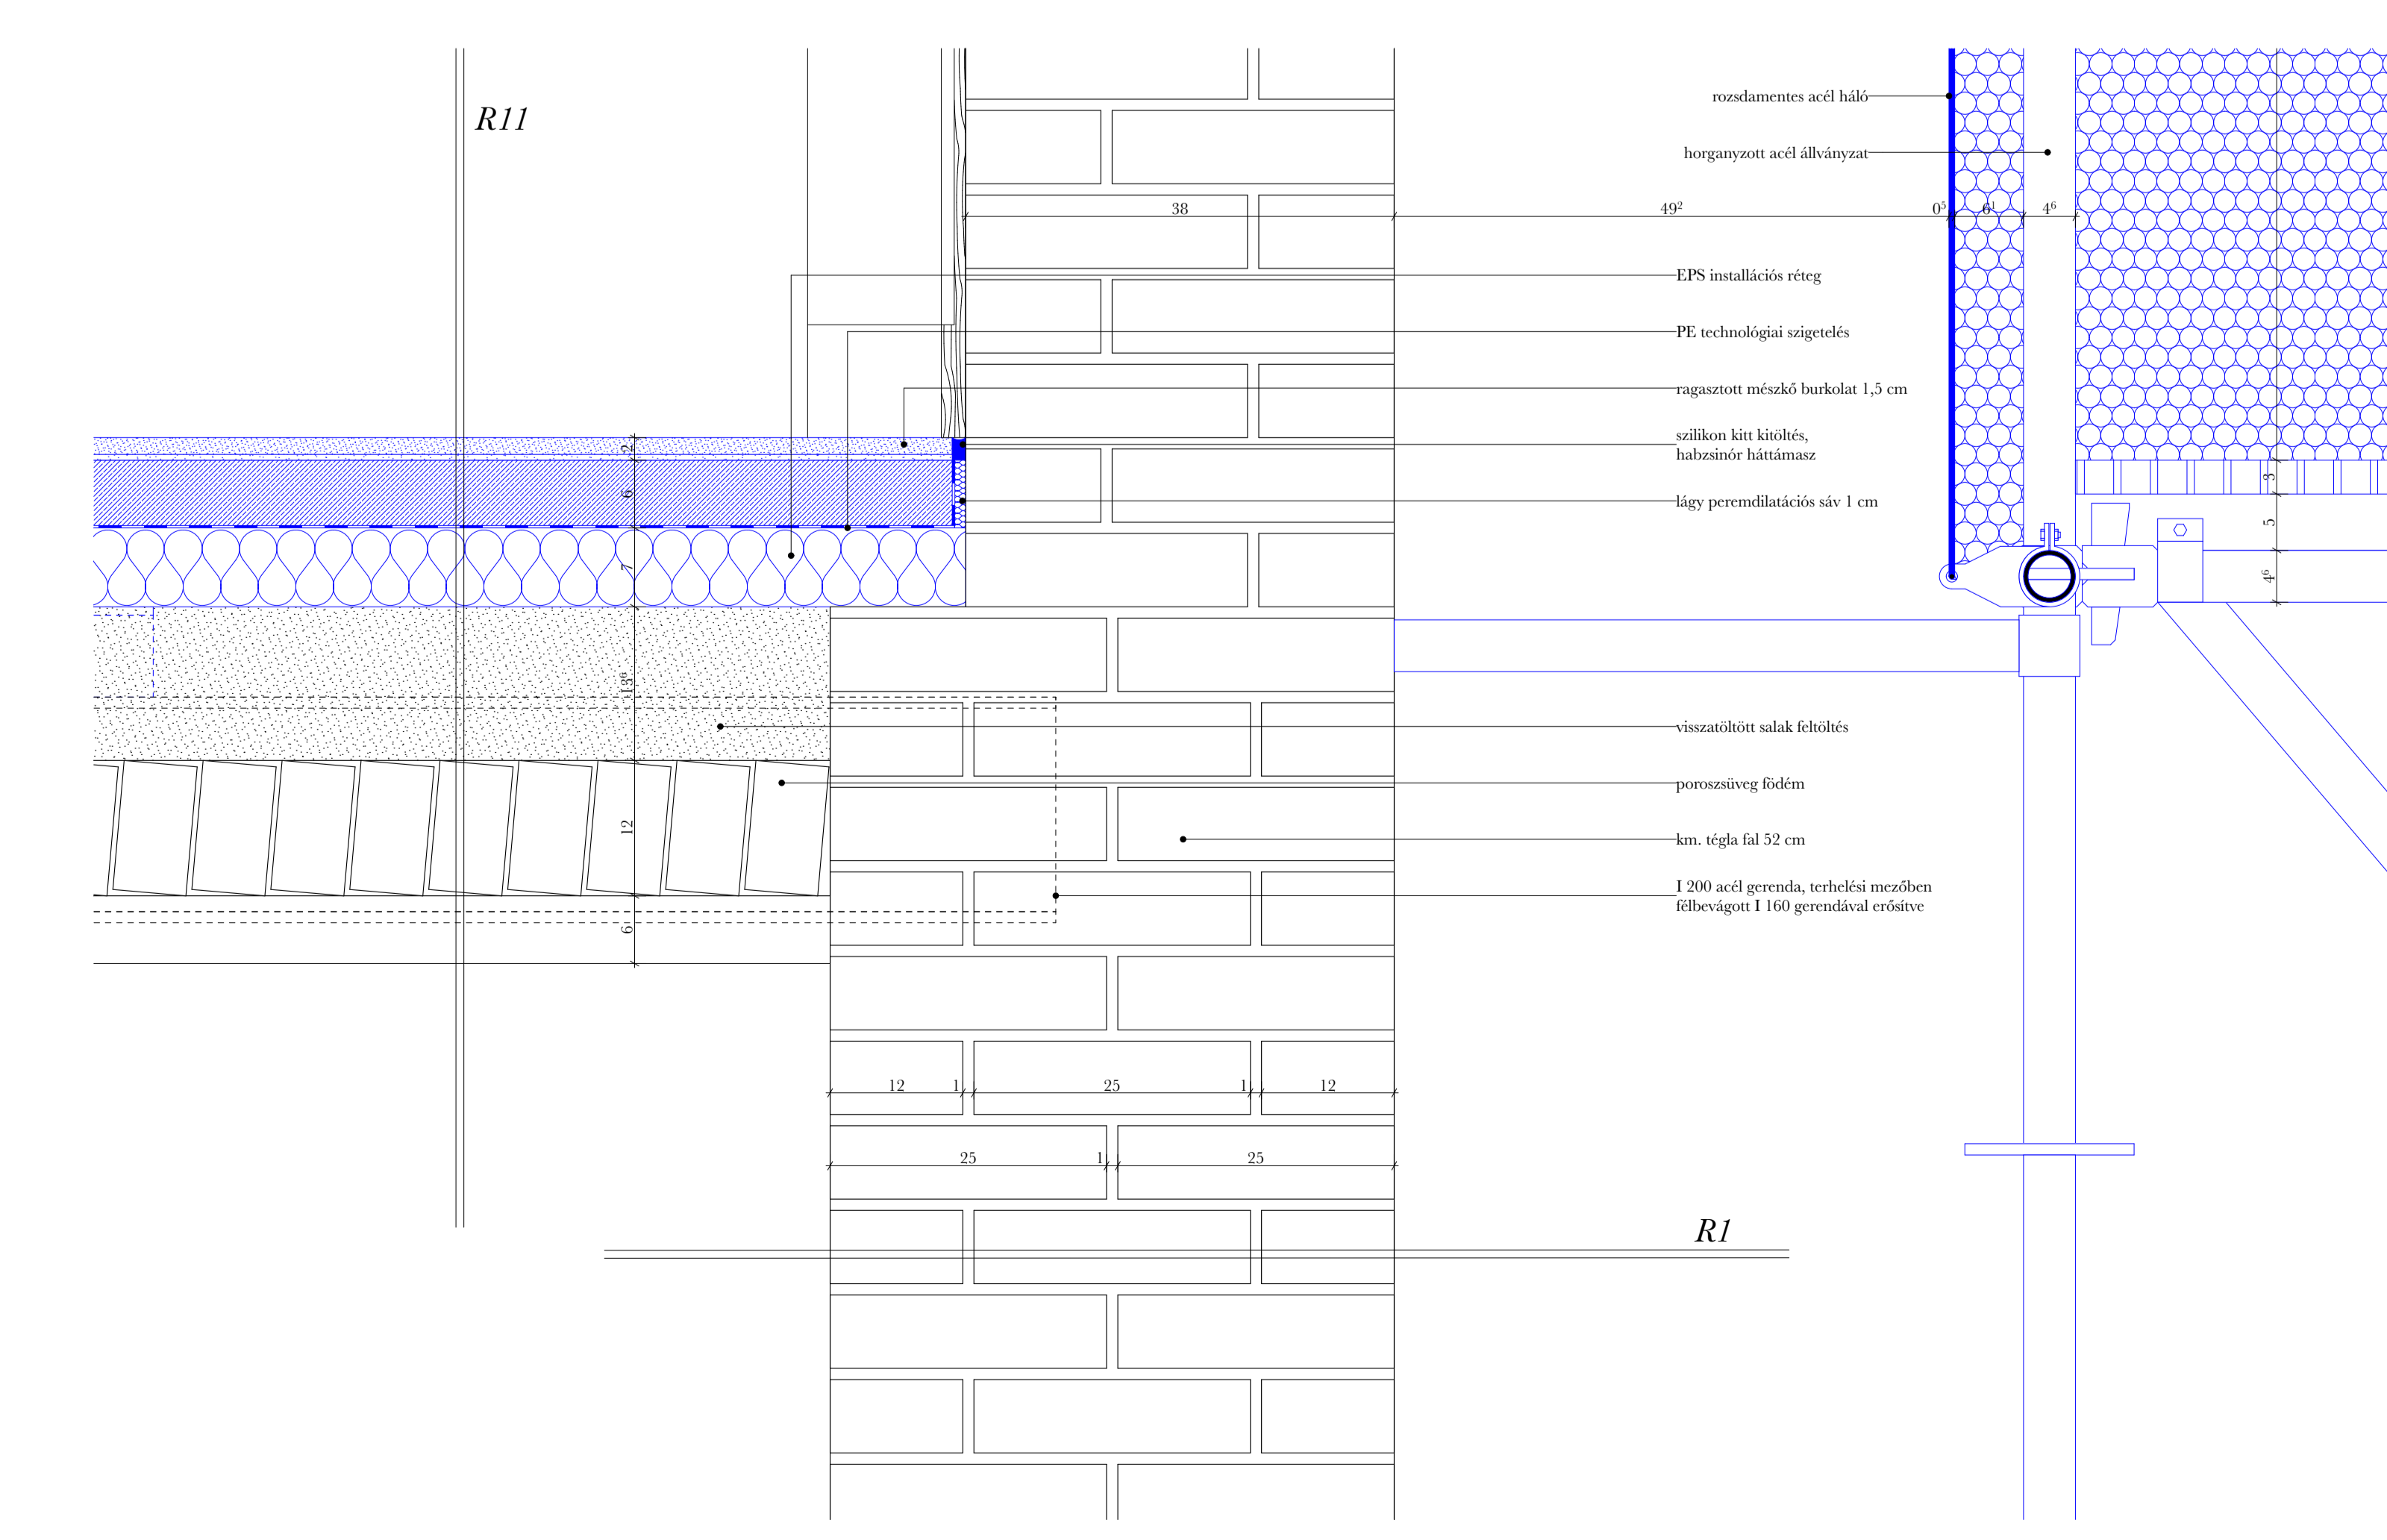 R11
rozsdamentes acél háló
horganyzott acél állványzat
38
49²
0⁵
6¹
4⁶
EPS installációs réteg
PE technológiai szigetelés
ragasztott mészkő burkolat 1,5 cm
szilikon kitt kitöltés,
habzsinór háttámasz
lágy peremdilatációs sáv 1 cm
2
6
7
13⁶
12
6
3
5
4⁶
visszatöltött salak feltöltés
poroszsüveg födém
km. tégla fal 52 cm
I 200 acél gerenda, terhelési mezőben
félbevágott I 160 gerendával erősítve
12 1 25 1 12
25 1 25
R1